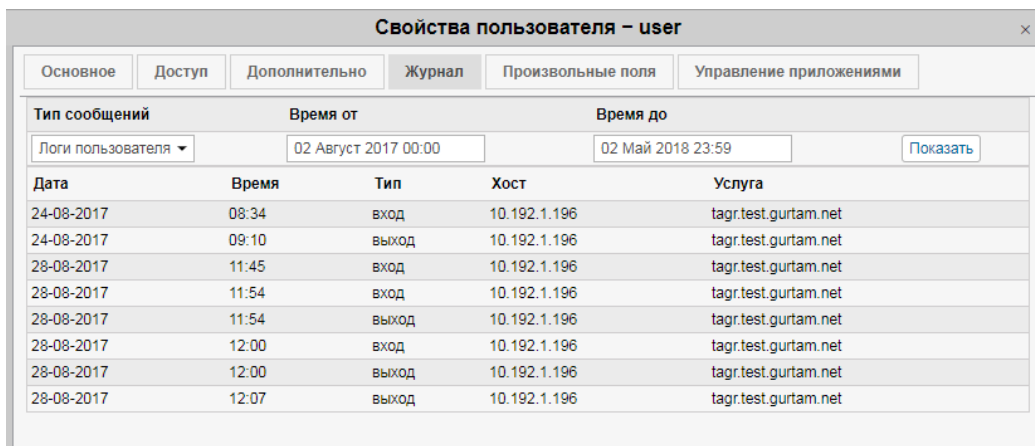 Свойства пользователя – user ×
Основное Доступ Дополнительно Журнал Произвольные поля Управление приложениями
Тип сообщений Время от Время до
Логи пользователя 02 Август 2017 00:00 02 Май 2018 23:59 Показать
Дата Время Тип Хост Услуга
24-08-2017 08:34 вход 10.192.1.196 tagr.test.gurtam.net
24-08-2017 09:10 выход 10.192.1.196 tagr.test.gurtam.net
28-08-2017 11:45 вход 10.192.1.196 tagr.test.gurtam.net
28-08-2017 11:54 вход 10.192.1.196 tagr.test.gurtam.net
28-08-2017 11:54 выход 10.192.1.196 tagr.test.gurtam.net
28-08-2017 12:00 вход 10.192.1.196 tagr.test.gurtam.net
28-08-2017 12:00 выход 10.192.1.196 tagr.test.gurtam.net
28-08-2017 12:07 выход 10.192.1.196 tagr.test.gurtam.net